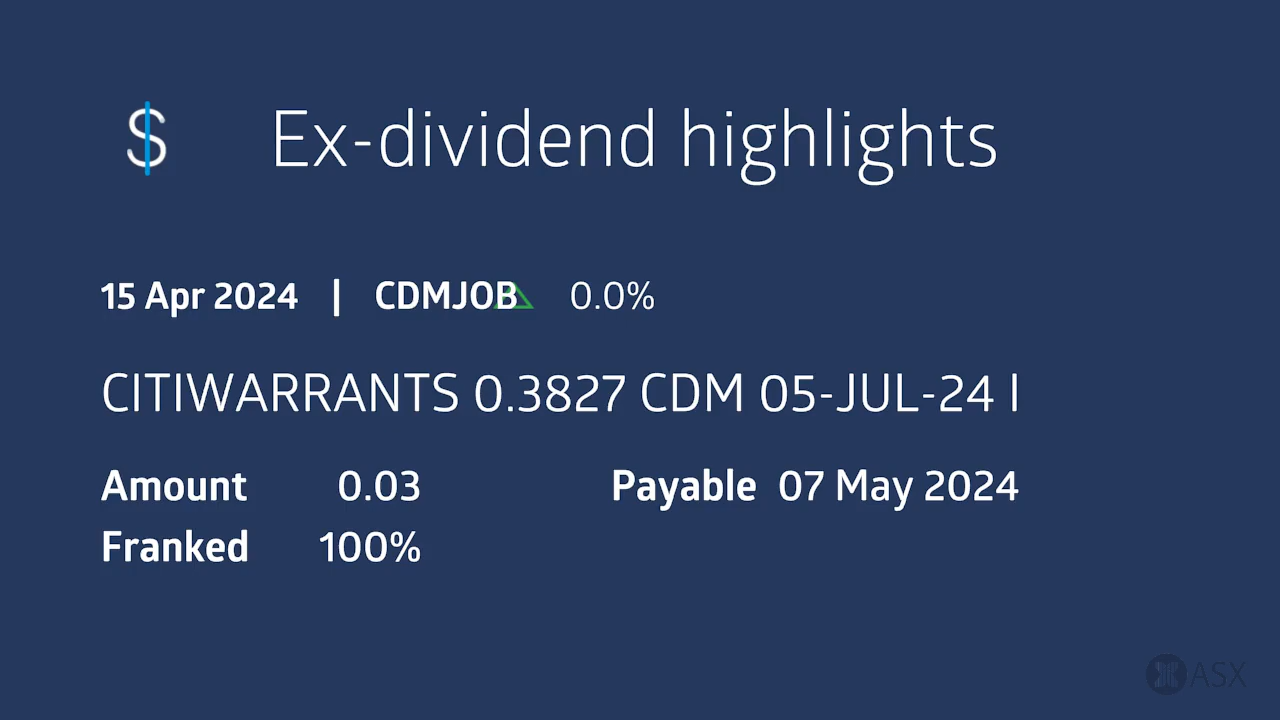 $ Ex-dividend highlights
15 Apr 2024 | CDMJOB 0.0%
CITIWARRANTS 0.3827 CDM 05-JUL-24 I
Amount 0.03 Payable 07 May 2024
Franked 100%
ASX